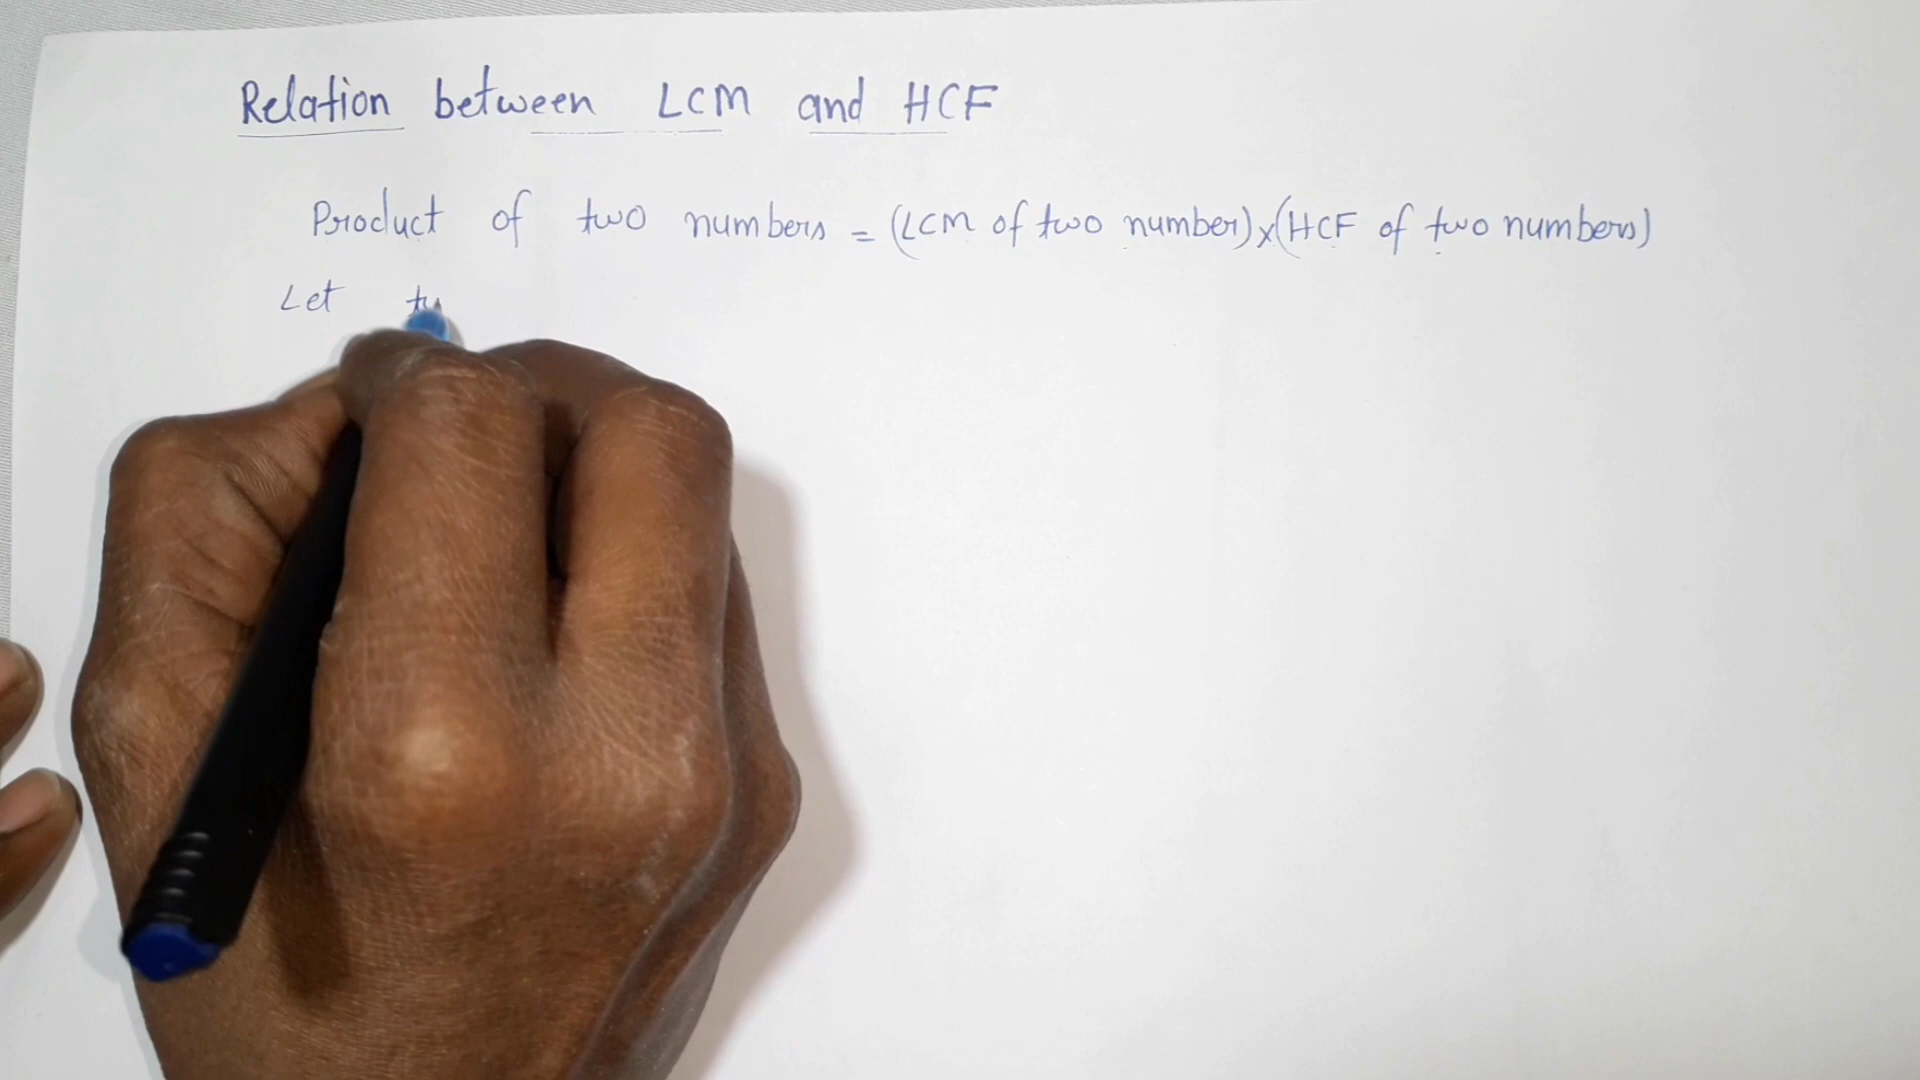 Relation between LCM and HCF
Product of two numbers = (LCM of two number)x(HCF of two numbers)
Let